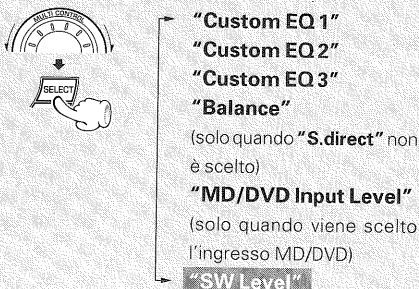 MULTI CONTROL
SELECT
"Custom EQ 1"
"Custom EQ 2"
"Custom EQ 3"
"Balance"
(solo quando "S.direct" non
è scelto)
"MD/DVD Input Level"
(solo quando viene scelto
l'ingresso MD/DVD)
"SW Level"